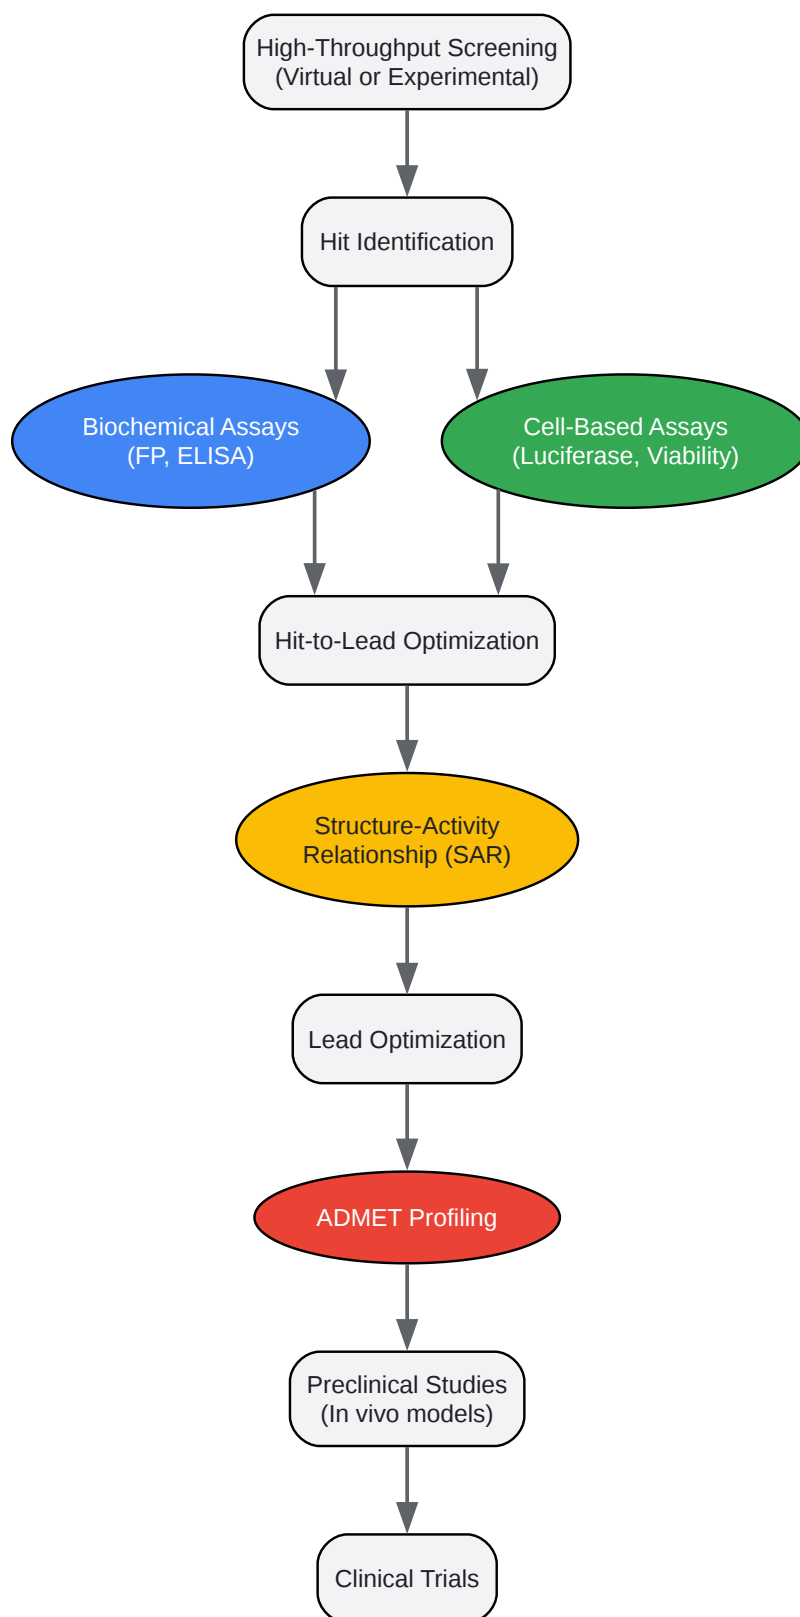 High-Throughput Screening
(Virtual or Experimental)
Hit Identification
Biochemical Assays
(FP, ELISA)
Cell-Based Assays
(Luciferase, Viability)
Hit-to-Lead Optimization
Structure-Activity
Relationship (SAR)
Lead Optimization
ADMET Profiling
Preclinical Studies
(In vivo models)
Clinical Trials